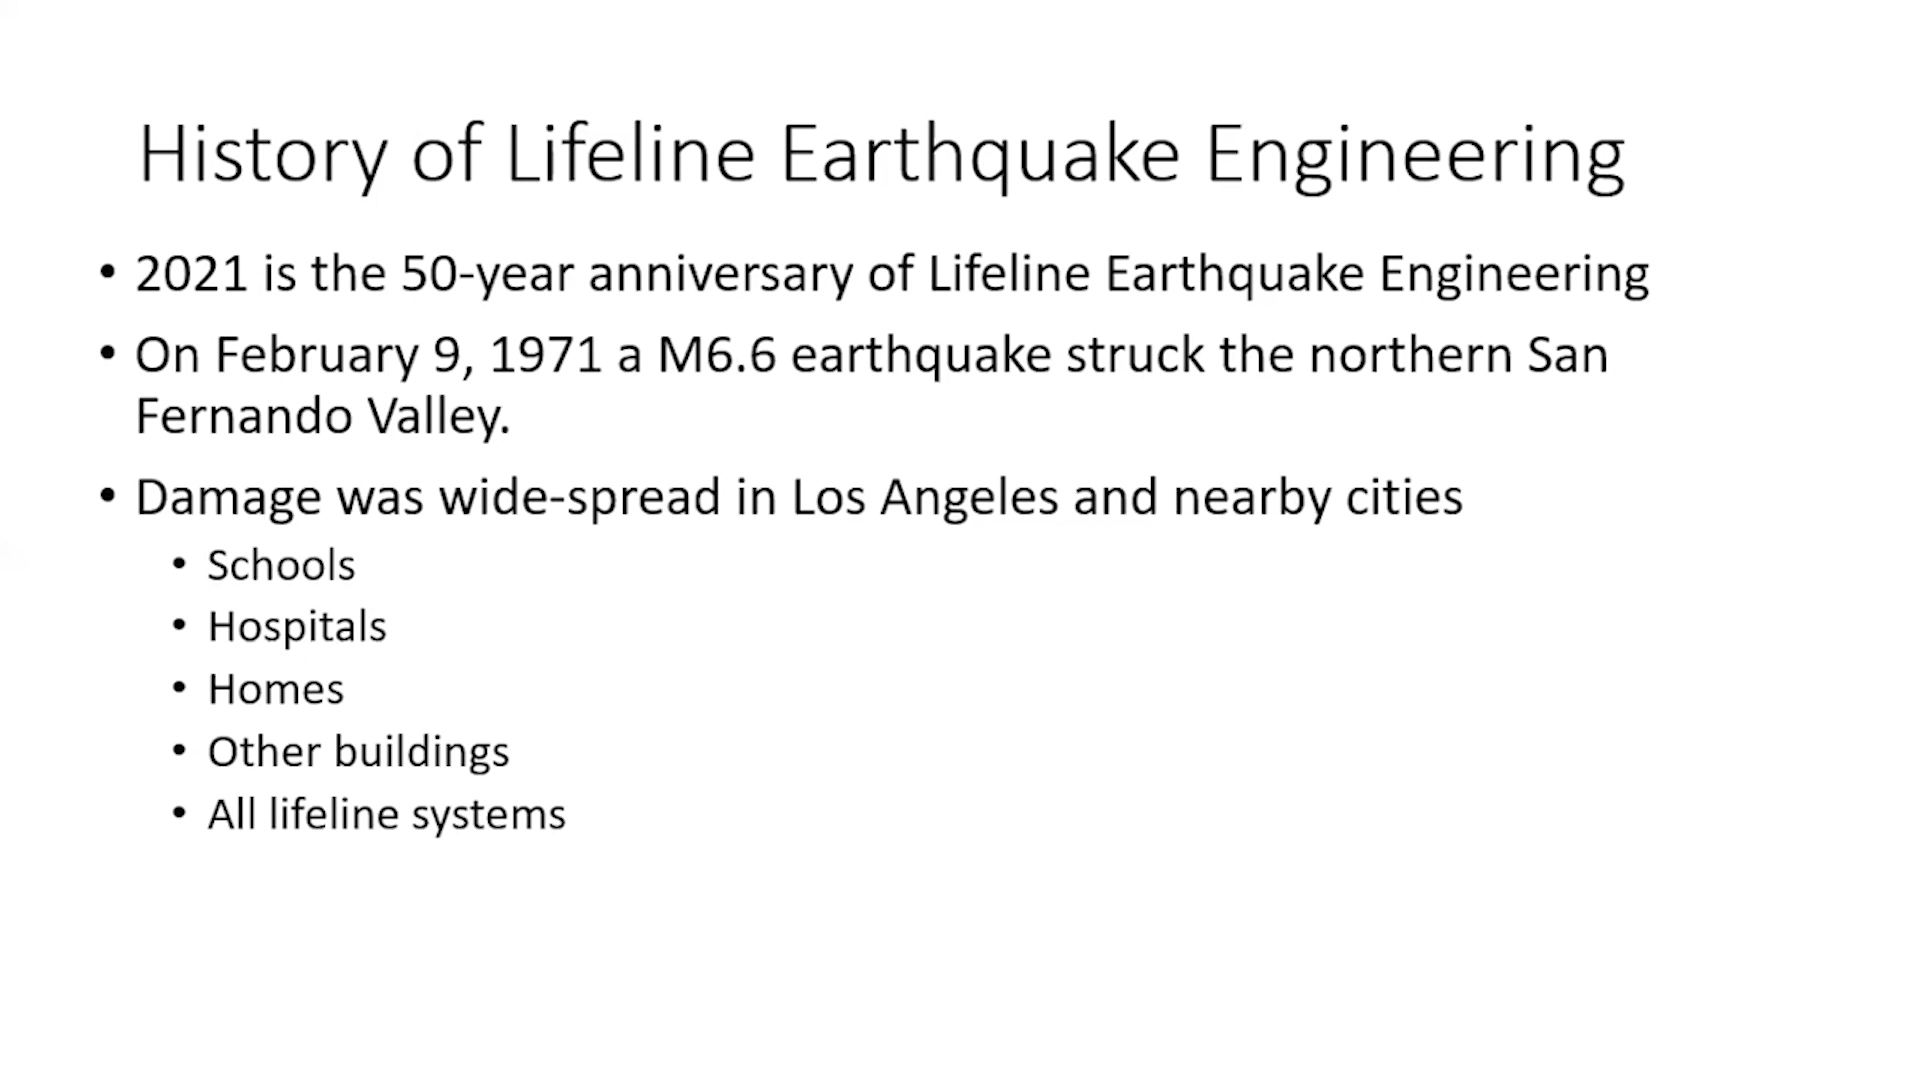 History of Lifeline Earthquake Engineering
• 2021 is the 50-year anniversary of Lifeline Earthquake Engineering
• On February 9, 1971 a M6.6 earthquake struck the northern San
Fernando Valley.
• Damage was wide-spread in Los Angeles and nearby cities
• Schools
• Hospitals
• Homes
• Other buildings
• All lifeline systems